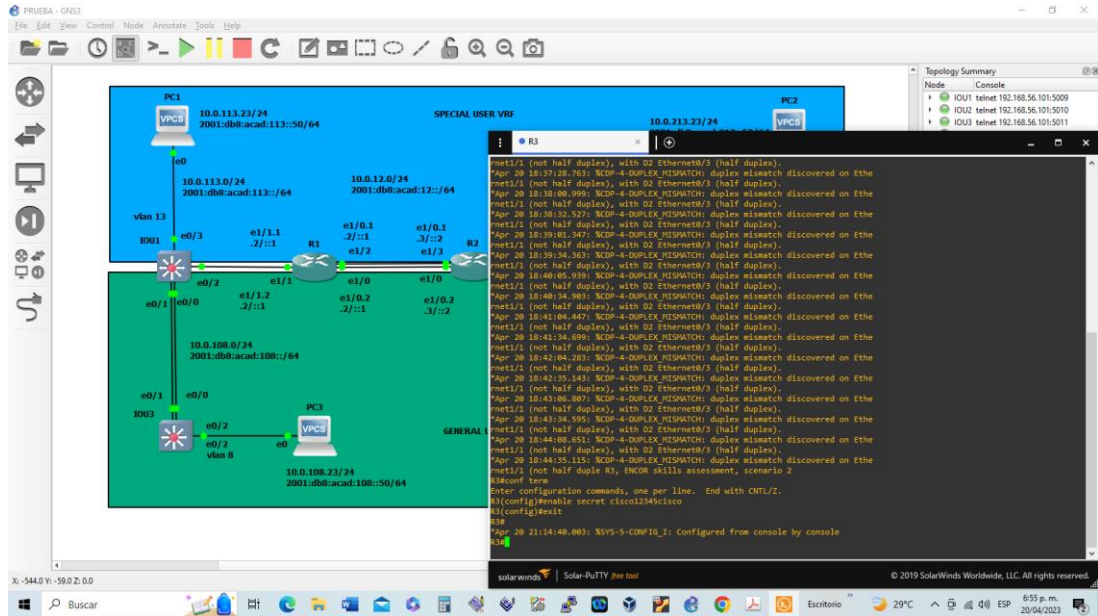 PRUEBA - GNS3
File Edit View Control Node Annotate Tools Help
Topology Summary
Node Console
IOU1 telnet 192.168.56.101:5009
IOU2 telnet 192.168.56.101:5010
IOU3 telnet 192.168.56.101:5011
PC1
VPCS
10.0.113.23/24
2001:db8:acad:113::50/64
SPECIAL USER VRF
PC2
10.0.213.23/24
VPCS
e0
10.0.113.0/24
2001:db8:acad:113::/64
10.0.12.0/24
2001:db8:acad:12::/64
vlan 13
IOU1
e0/3
e1/1.1
.2/::1
R1
e1/0.1
.2/::1
e1/2
e1/0.1
.3/::2
e1/3
R2
e0/2
e1/1
e1/0
e1/0
e0/1
e0/0
e1/1.2
.2/::1
e1/0.2
.2/::1
e1/0.2
.3/::2
10.0.108.0/24
2001:db8:acad:108::/64
e0/1
e0/0
IOU3
e0/2
e0/2
vlan 8
e0
PC3
VPCS
GENERAL
10.0.108.23/24
2001:db8:acad:108::50/64
R3
rnet1/1 (not half duplex), with D2 Ethernet0/3 (half duplex).
*Apr 20 18:37:28.763: %CDP-4-DUPLEX_MISMATCH: duplex mismatch discovered on Ethe
rnet1/1 (not half duplex), with D2 Ethernet0/3 (half duplex).
*Apr 20 18:38:00.999: %CDP-4-DUPLEX_MISMATCH: duplex mismatch discovered on Ethe
rnet1/1 (not half duplex), with D2 Ethernet0/3 (half duplex).
*Apr 20 18:38:32.527: %CDP-4-DUPLEX_MISMATCH: duplex mismatch discovered on Ethe
rnet1/1 (not half duplex), with D2 Ethernet0/3 (half duplex).
*Apr 20 18:39:01.347: %CDP-4-DUPLEX_MISMATCH: duplex mismatch discovered on Ethe
rnet1/1 (not half duplex), with D2 Ethernet0/3 (half duplex).
*Apr 20 18:39:34.363: %CDP-4-DUPLEX_MISMATCH: duplex mismatch discovered on Ethe
rnet1/1 (not half duplex), with D2 Ethernet0/3 (half duplex).
*Apr 20 18:40:05.939: %CDP-4-DUPLEX_MISMATCH: duplex mismatch discovered on Ethe
rnet1/1 (not half duplex), with D2 Ethernet0/3 (half duplex).
*Apr 20 18:40:34.903: %CDP-4-DUPLEX_MISMATCH: duplex mismatch discovered on Ethe
rnet1/1 (not half duplex), with D2 Ethernet0/3 (half duplex).
*Apr 20 18:41:04.447: %CDP-4-DUPLEX_MISMATCH: duplex mismatch discovered on Ethe
rnet1/1 (not half duplex), with D2 Ethernet0/3 (half duplex).
*Apr 20 18:41:34.699: %CDP-4-DUPLEX_MISMATCH: duplex mismatch discovered on Ethe
rnet1/1 (not half duplex), with D2 Ethernet0/3 (half duplex).
*Apr 20 18:42:04.283: %CDP-4-DUPLEX_MISMATCH: duplex mismatch discovered on Ethe
rnet1/1 (not half duplex), with D2 Ethernet0/3 (half duplex).
*Apr 20 18:42:35.143: %CDP-4-DUPLEX_MISMATCH: duplex mismatch discovered on Ethe
rnet1/1 (not half duplex), with D2 Ethernet0/3 (half duplex).
*Apr 20 18:43:06.807: %CDP-4-DUPLEX_MISMATCH: duplex mismatch discovered on Ethe
rnet1/1 (not half duplex), with D2 Ethernet0/3 (half duplex).
*Apr 20 18:43:34.595: %CDP-4-DUPLEX_MISMATCH: duplex mismatch discovered on Ethe
rnet1/1 (not half duplex), with D2 Ethernet0/3 (half duplex).
*Apr 20 18:44:08.651: %CDP-4-DUPLEX_MISMATCH: duplex mismatch discovered on Ethe
rnet1/1 (not half duplex), with D2 Ethernet0/3 (half duplex).
*Apr 20 18:44:35.115: %CDP-4-DUPLEX_MISMATCH: duplex mismatch discovered on Ethe
rnet1/1 (not half duple R3, ENCOR skills assessment, scenario 2
R3#conf term
Enter configuration commands, one per line. End with CNTL/Z.
R3(config)#enable secret cisco12345cisco
R3(config)#exit
R3#
*Apr 20 21:14:40.003: %SYS-5-CONFIG_I: Configured from console by console
R3#
solarwinds Solar-PuTTY free tool
© 2019 SolarWinds Worldwide, LLC. All rights reserved.
X: -544.0 Y: -59.0 Z: 0.0
Buscar
Escritorio
29°C
ESP
6:55 p. m.
20/04/2023